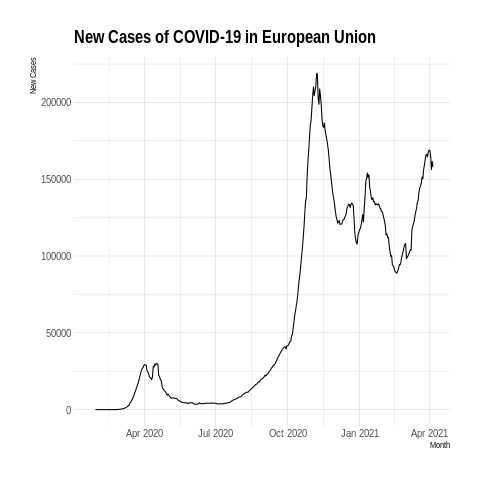 New Cases of COVID-19 in European Union
New Cases
200000
150000
100000
50000
0
Apr 2020 Jul 2020 Oct 2020 Jan 2021 Apr 2021
Month